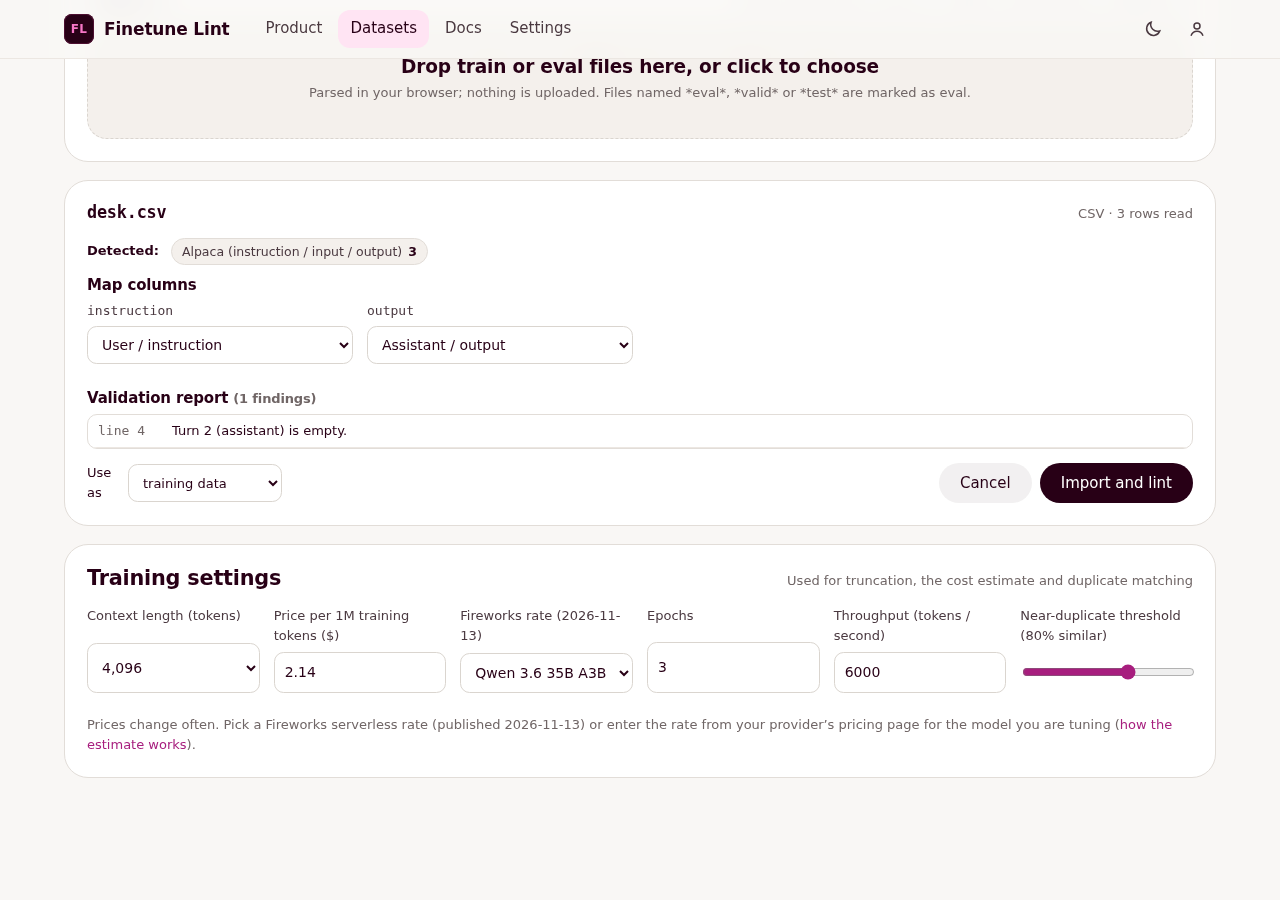 FL Finetune Lint Product Datasets Docs Settings
Drop train or eval files here, or click to choose
Parsed in your browser; nothing is uploaded. Files named *eval*, *valid* or *test* are marked as eval.
desk.csv CSV · 3 rows read
Detected: Alpaca (instruction / input / output) 3
Map columns
instruction output
User / instruction Assistant / output
Validation report (1 findings)
line 4 Turn 2 (assistant) is empty.
Use as training data Cancel Import and lint
Training settings Used for truncation, the cost estimate and duplicate matching
Context length (tokens)
4,096
Price per 1M training tokens ($)
2.14
Fireworks rate (2026-11-13)
Qwen 3.6 35B A3B
Epochs
3
Throughput (tokens / second)
6000
Near-duplicate threshold (80% similar)
Prices change often. Pick a Fireworks serverless rate (published 2026-11-13) or enter the rate from your provider’s pricing page for the model you are tuning (how the
estimate works).